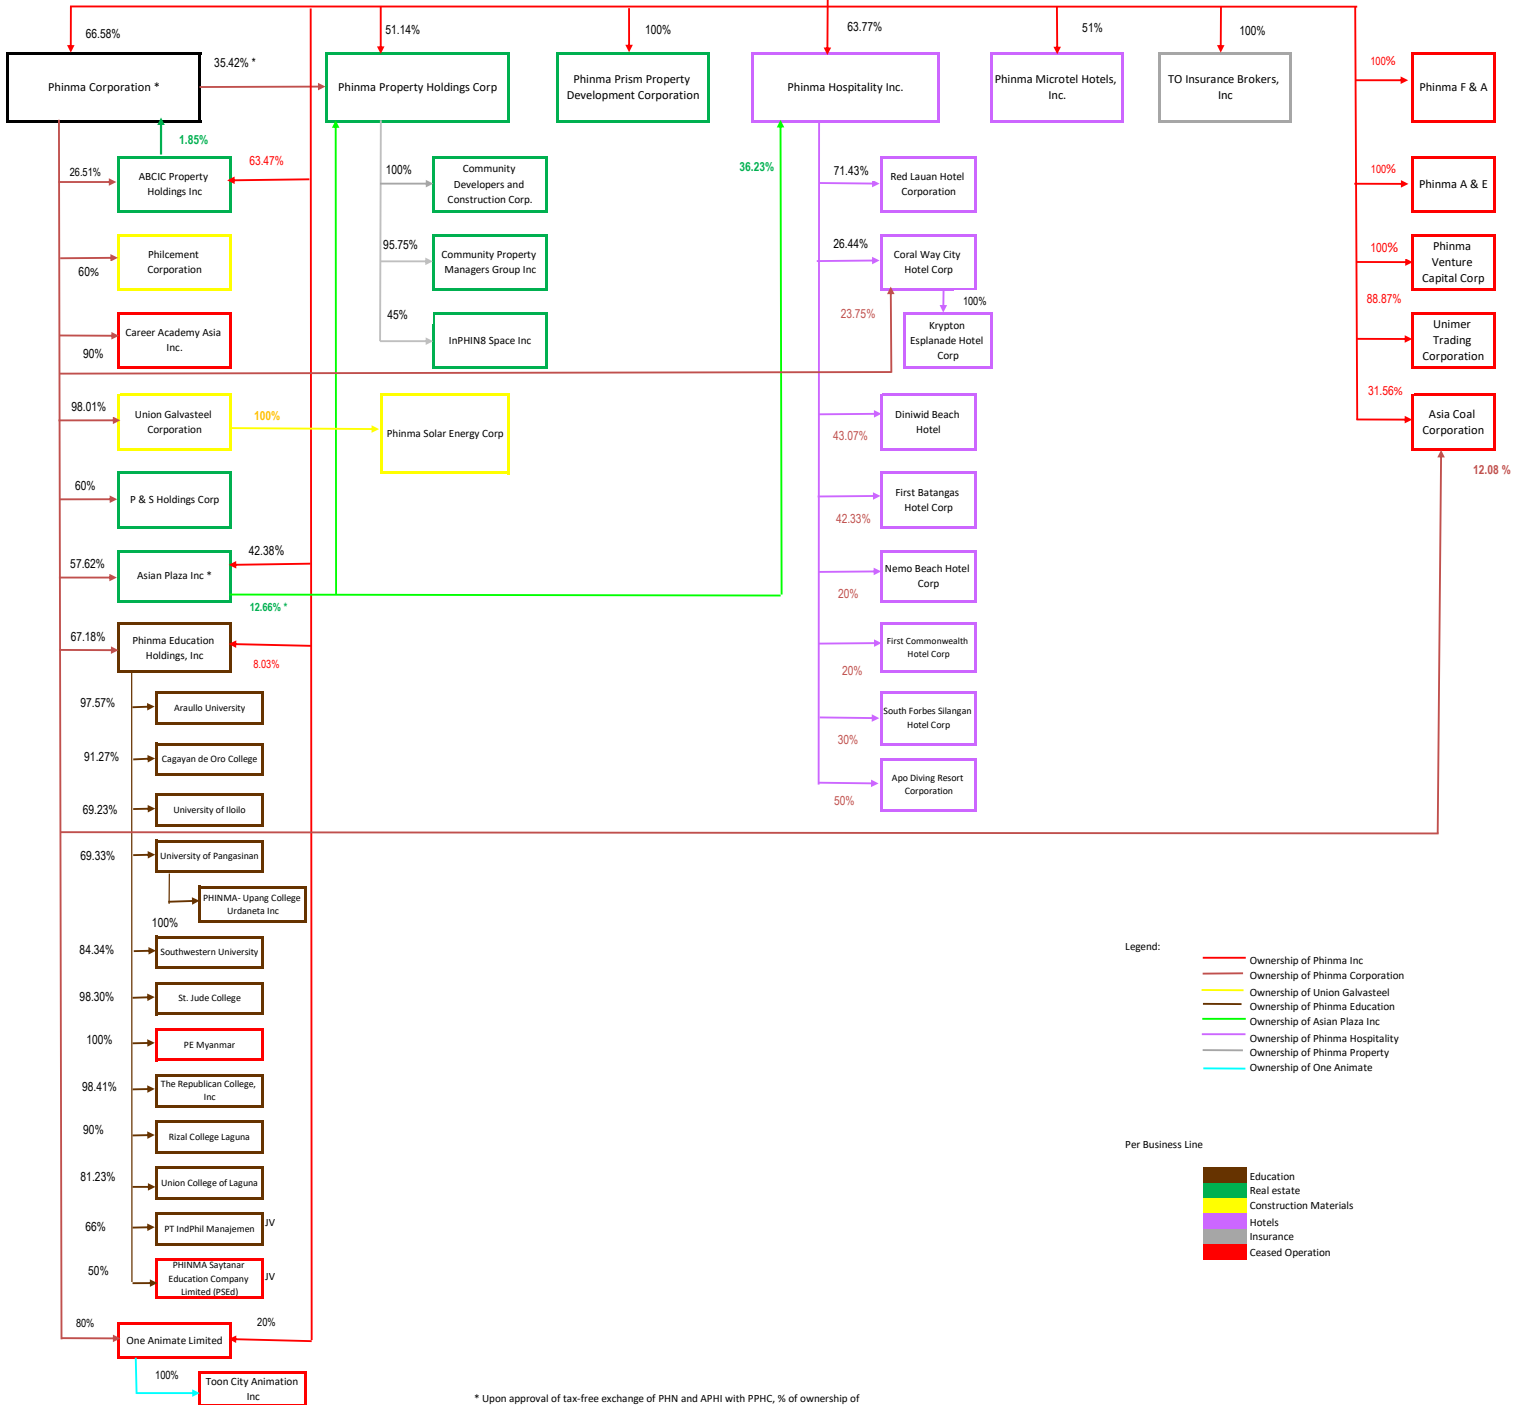 66.58%
51.14%
100%
63.77%
51%
100%
35.42% *
100%
Phinma Corporation *
Phinma Property Holdings Corp
Phinma Prism Property
Development Corporation
Phinma Hospitality Inc.
Phinma Microtel Hotels,
Inc.
TO Insurance Brokers,
Inc
Phinma F & A
1.85%
63.47%
26.51%
ABCIC Property
Holdings Inc
100%
Community
Developers and
Construction Corp.
36.23%
71.43%
Red Lauan Hotel
Corporation
100%
Phinma A & E
Philcement
Corporation
60%
95.75%
Community Property
Managers Group Inc
26.44%
Coral Way City
Hotel Corp
100%
Phinma
Venture
Capital Corp
100%
88.87%
Career Academy Asia
Inc.
90%
45%
InPHIN8 Space Inc
23.75%
Krypton
Esplanade Hotel
Corp
Unimer
Trading
Corporation
31.56%
98.01%
Union Galvasteel
Corporation
100%
Phinma Solar Energy Corp
Diniwid Beach
Hotel
43.07%
Asia Coal
Corporation
12.08 %
60%
P & S Holdings Corp
First Batangas
Hotel Corp
42.33%
42.38%
57.62%
Asian Plaza Inc *
12.66% *
Nemo Beach Hotel
Corp
20%
67.18%
Phinma Education
Holdings, Inc
8.03%
First Commonwealth
Hotel Corp
20%
97.57%
Araullo University
South Forbes Silangan
Hotel Corp
30%
91.27%
Cagayan de Oro College
Apo Diving Resort
Corporation
50%
69.23%
University of Iloilo
69.33%
University of Pangasinan
PHINMA- Upang College
Urdaneta Inc
100%
84.34%
Southwestern University
98.30%
St. Jude College
100%
PE Myanmar
98.41%
The Republican College,
Inc
90%
Rizal College Laguna
81.23%
Union College of Laguna
66%
PT IndPhil Manajemen
JV
50%
PHINMA Saytanar
Education Company
Limited (PSEd)
JV
80%
One Animate Limited
20%
100%
Toon City Animation
Inc
Legend:
Ownership of Phinma Inc
Ownership of Phinma Corporation
Ownership of Union Galvasteel
Ownership of Phinma Education
Ownership of Asian Plaza Inc
Ownership of Phinma Hospitality
Ownership of Phinma Property
Ownership of One Animate
Per Business Line
Education
Real estate
Construction Materials
Hotels
Insurance
Ceased Operation
* Upon approval of tax-free exchange of PHN and APHI with PPHC, % of ownership of